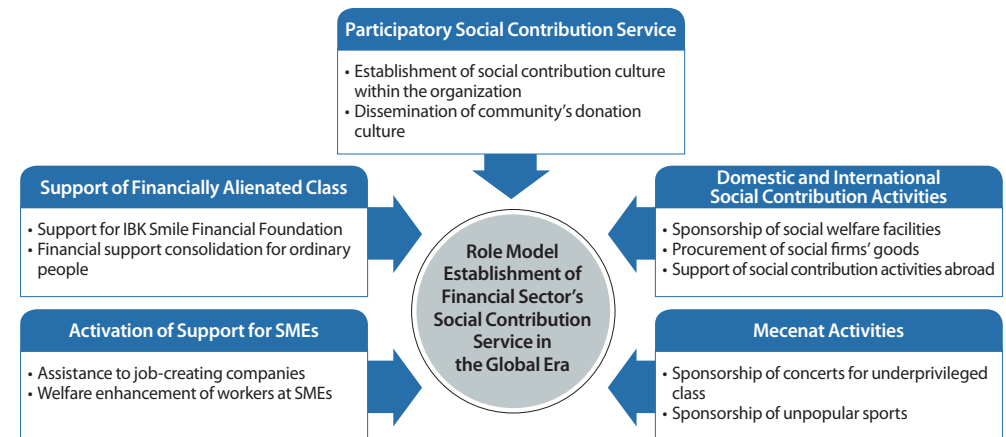 Participatory Social Contribution Service
• Establishment of social contribution culture
within the organization
• Dissemination of community's donation
culture
Support of Financially Alienated Class
• Support for IBK Smile Financial Foundation
• Financial support consolidation for ordinary
people
Domestic and International
Social Contribution Activities
• Sponsorship of social welfare facilities
• Procurement of social firms' goods
• Support of social contribution activities abroad
Role Model
Establishment of
Financial Sector's
Social Contribution
Service in
the Global Era
Activation of Support for SMEs
• Assistance to job-creating companies
• Welfare enhancement of workers at SMEs
Mecenat Activities
• Sponsorship of concerts for underprivileged
class
• Sponsorship of unpopular sports